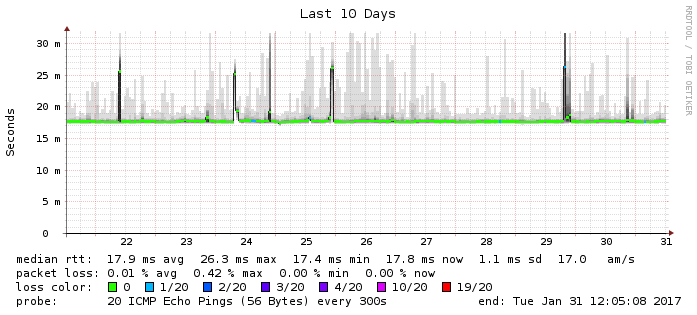 Last 10 Days
RRDTOOL / TOBI OETIKER
Seconds
30 m
25 m
20 m
15 m
10 m
5 m
0
22 23 24 25 26 27 28 29 30 31
median rtt: 17.9 ms avg 26.3 ms max 17.4 ms min 17.8 ms now 1.1 ms sd 17.0 am/s
packet loss: 0.01 % avg 0.42 % max 0.00 % min 0.00 % now
loss color: 0 1/20 2/20 3/20 4/20 10/20 19/20
probe: 20 ICMP Echo Pings (56 Bytes) every 300s end: Tue Jan 31 12:05:08 2017